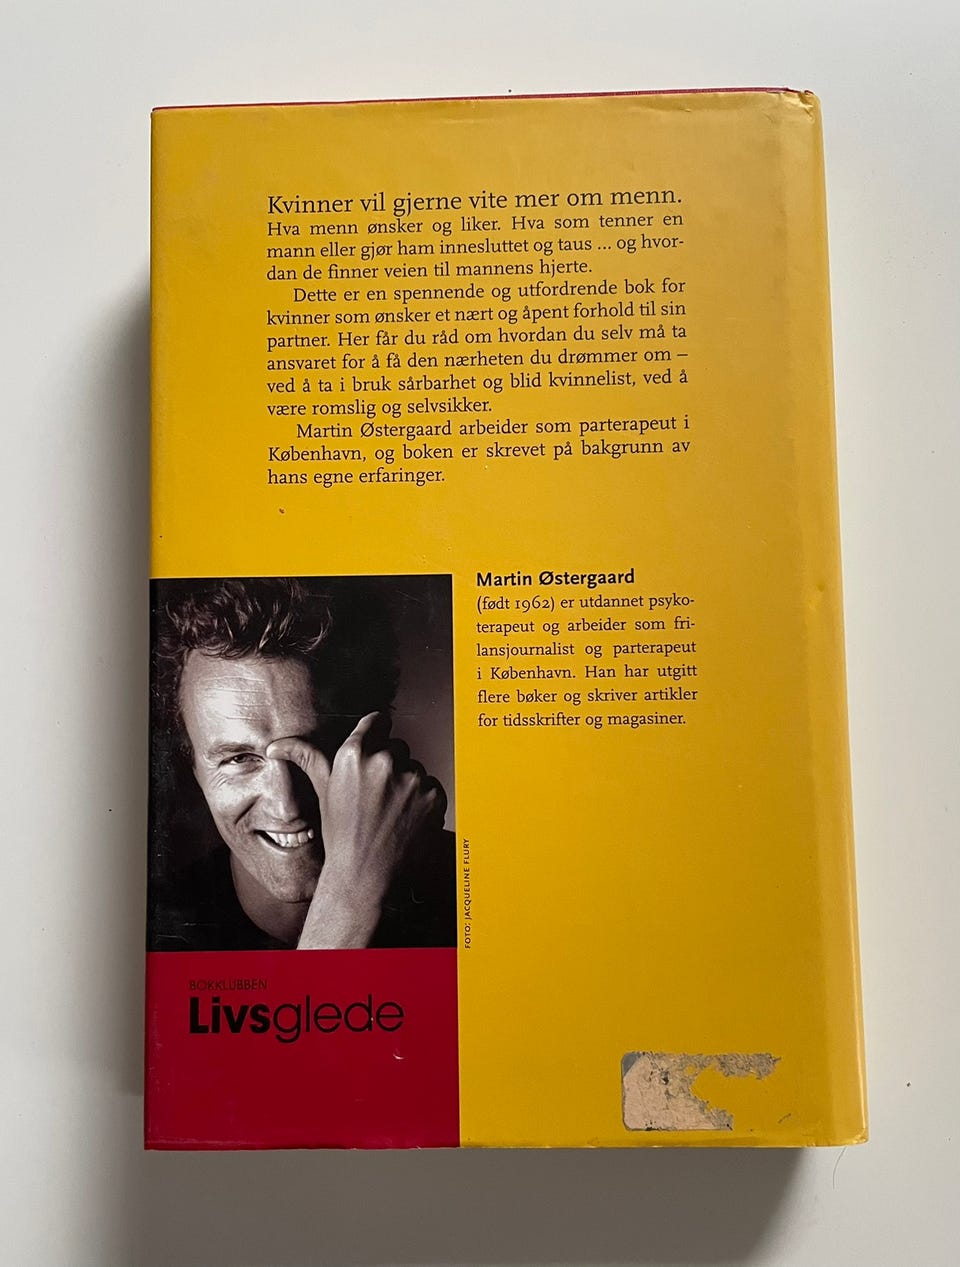 Kvinner vil gjerne vite mer om menn.
Hva menn ønsker og liker. Hva som tenner en
mann eller gjør ham innesluttet og taus ... og hvor-
dan de finner veien til mannens hjerte.
Dette er en spennende og utfordrende bok for
kvinner som ønsker et nært og åpent forhold til sin
partner. Her får du råd om hvordan du selv må ta
ansvaret for å få den nærheten du drømmer om –
ved å ta i bruk sårbarhet og blid kvinnelist, ved å
være romslig og selvsikker.
Martin Østergaard arbeider som parterapeut i
København, og boken er skrevet på bakgrunn av
hans egne erfaringer.
Martin Østergaard
(født 1962) er utdannet psyko-
terapeut og arbeider som fri-
lansjournalist og parterapeut
i København. Han har utgitt
flere bøker og skriver artikler
for tidsskrifter og magasiner.
FOTO: JACQUELINE FLURY
BOKKLUBBEN
Livsglede